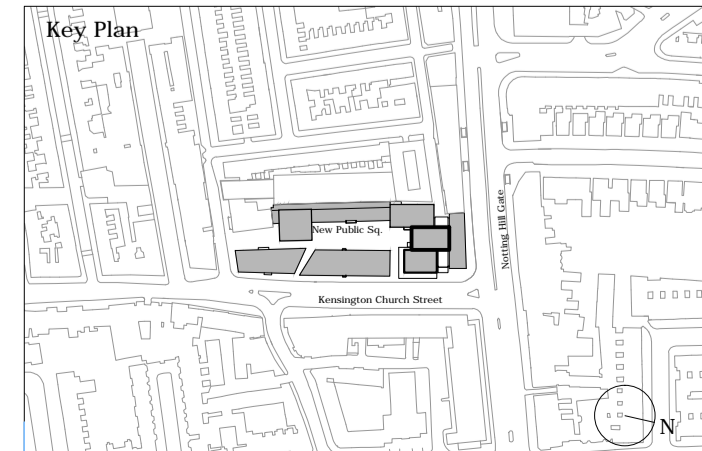 Key Plan
New Public Sq.
Notting Hill Gate
Kensington Church Street
N